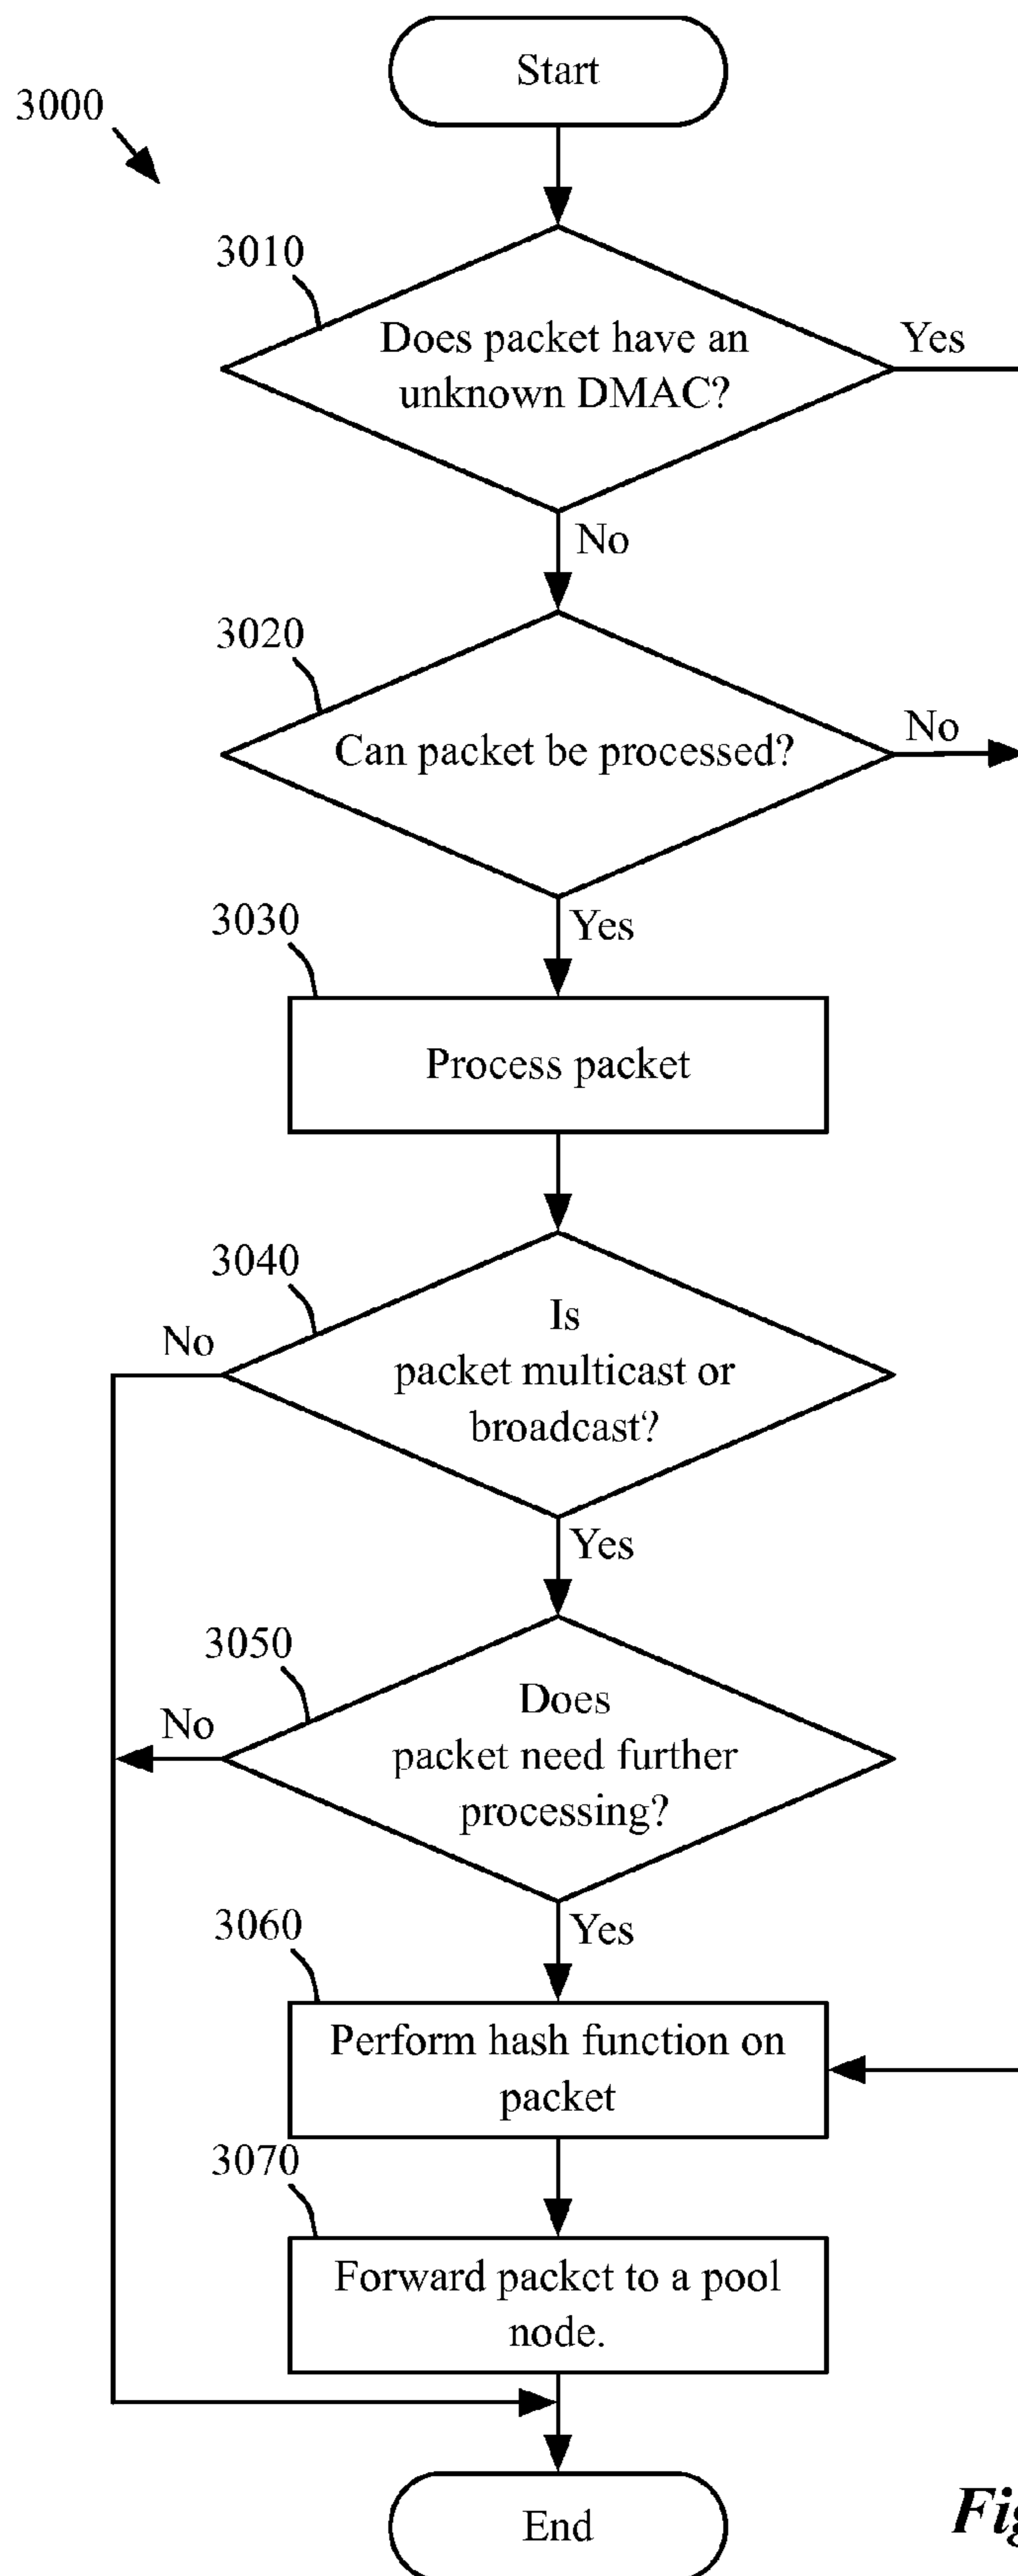 Start
3000
3010
Does packet have an
unknown DMAC?
Yes
No
3020
Can packet be processed?
No
Yes
3030
Process packet
3040
No
Is
packet multicast or
broadcast?
Yes
3050
No
Does
packet need further
processing?
Yes
3060
Perform hash function on
packet
3070
Forward packet to a pool
node.
End
Fig